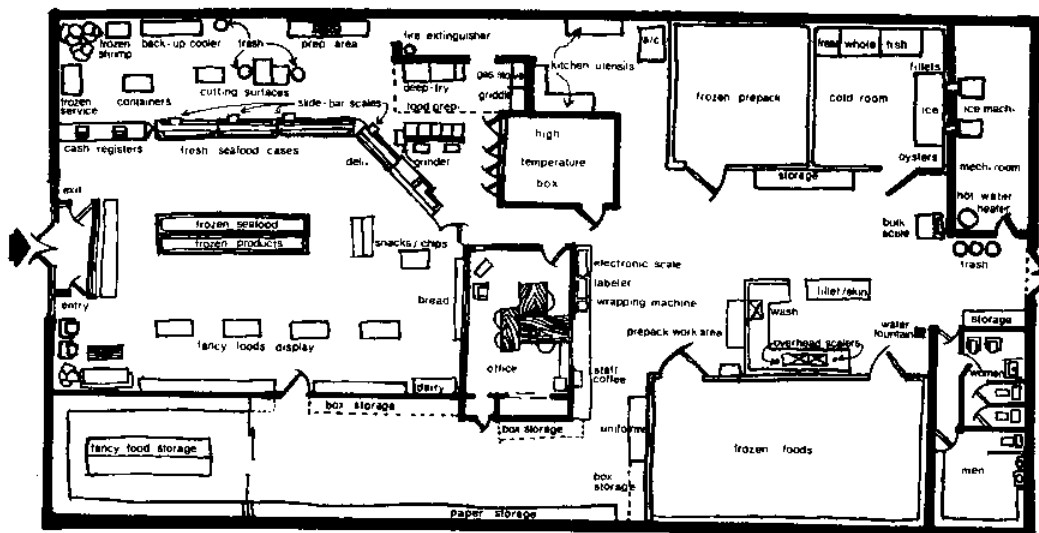 frozen
shrimp
back-up cooler
trash
prep area
fire extinguisher
kitchen utensils
a/c
frozen prepack
whole fish
fillets
cold room
ice
ice mach.
oysters
mech. room
hot water
heater
frozen
service
containers
cutting surfaces
slide-bar scales
deep-fry
food prep.
gas stove
griddle
high
temperature
box
storage
cash registers
fresh seafood cases
deli
grinder
exit
frozen seafood
frozen products
snacks/chips
bulk
scale
trash
entry
bread
electronic scale
labeler
wrapping machine
fillet/skin
wash
prepack work area
overhead scalers
water
fountain
storage
women
fancy foods display
office
staff
coffee
dairy
box storage
box storage
uniforms
fancy food storage
frozen foods
men
box
storage
paper storage